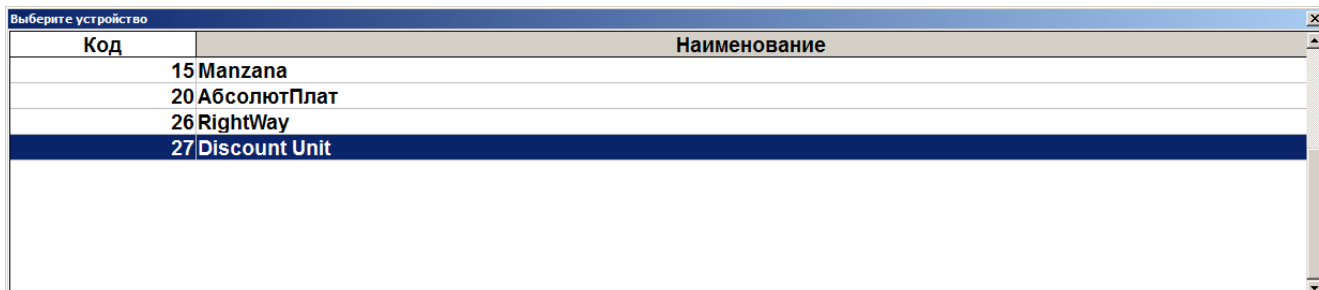 Выберите устройство
Код Наименование
15 Manzana
20 АбсолютПлат
26 RightWay
27 Discount Unit